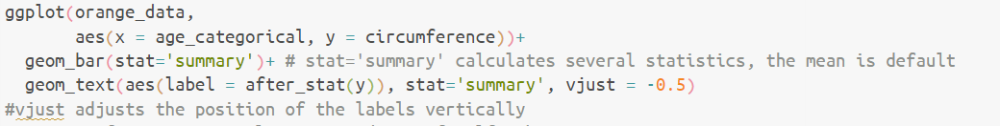 ggplot(orange_data,
       aes(x = age_categorical, y = circumference))+
  geom_bar(stat='summary')+ # stat='summary' calculates several statistics, the mean is default
  geom_text(aes(label = after_stat(y)), stat='summary', vjust = -0.5)
#vjust adjusts the position of the labels vertically